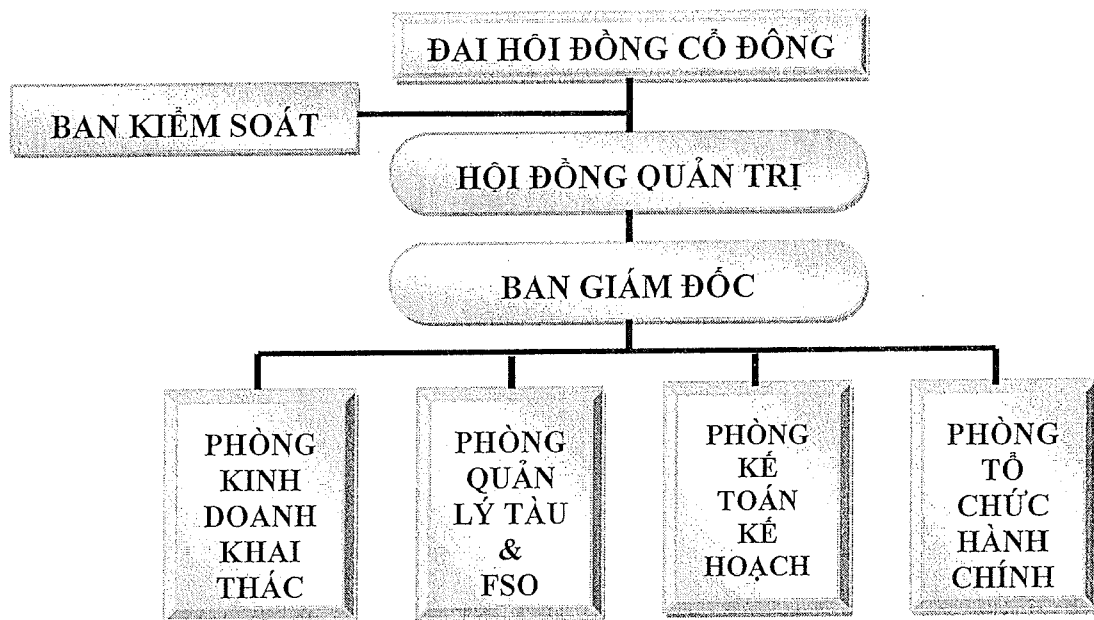 ĐẠI HỘI ĐỒNG CỔ ĐÔNG
BAN KIỂM SOÁT
HỘI ĐỒNG QUẢN TRỊ
BAN GIÁM ĐỐC
PHÒNG
KINH
DOANH
KHAI
THÁC
PHÒNG
QUẢN
LÝ TÀU
&
FSO
PHÒNG
KẾ
TOÁN
KẾ
HOẠCH
PHÒNG
TỔ
CHỨC
HÀNH
CHÍNH